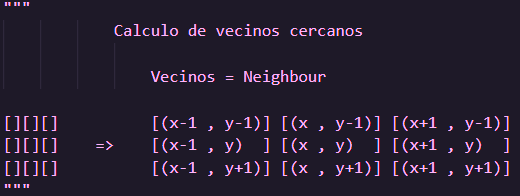 """
Calculo de vecinos cercanos
Vecinos = Neighbour
[][][] [(x-1 , y-1)] [(x , y-1)] [(x+1 , y-1)]
[][][] => [(x-1 , y) ] [(x , y) ] [(x+1 , y) ]
[][][] [(x-1 , y+1)] [(x , y+1)] [(x+1 , y+1)]
"""